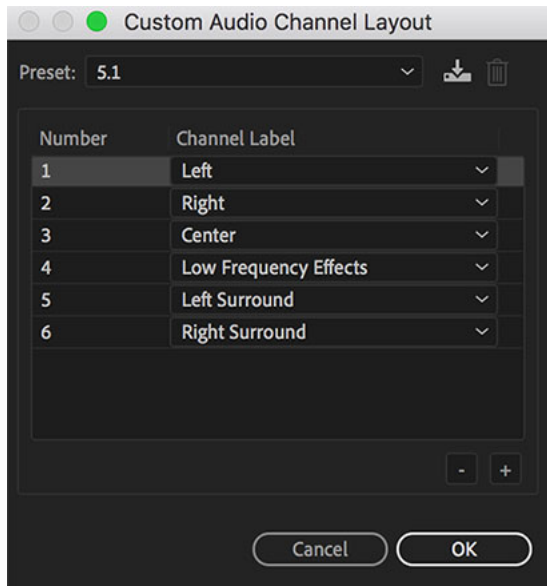 Custom Audio Channel Layout
Preset: 5.1
Number Channel Label
1 Left
2 Right
3 Center
4 Low Frequency Effects
5 Left Surround
6 Right Surround
- +
Cancel OK